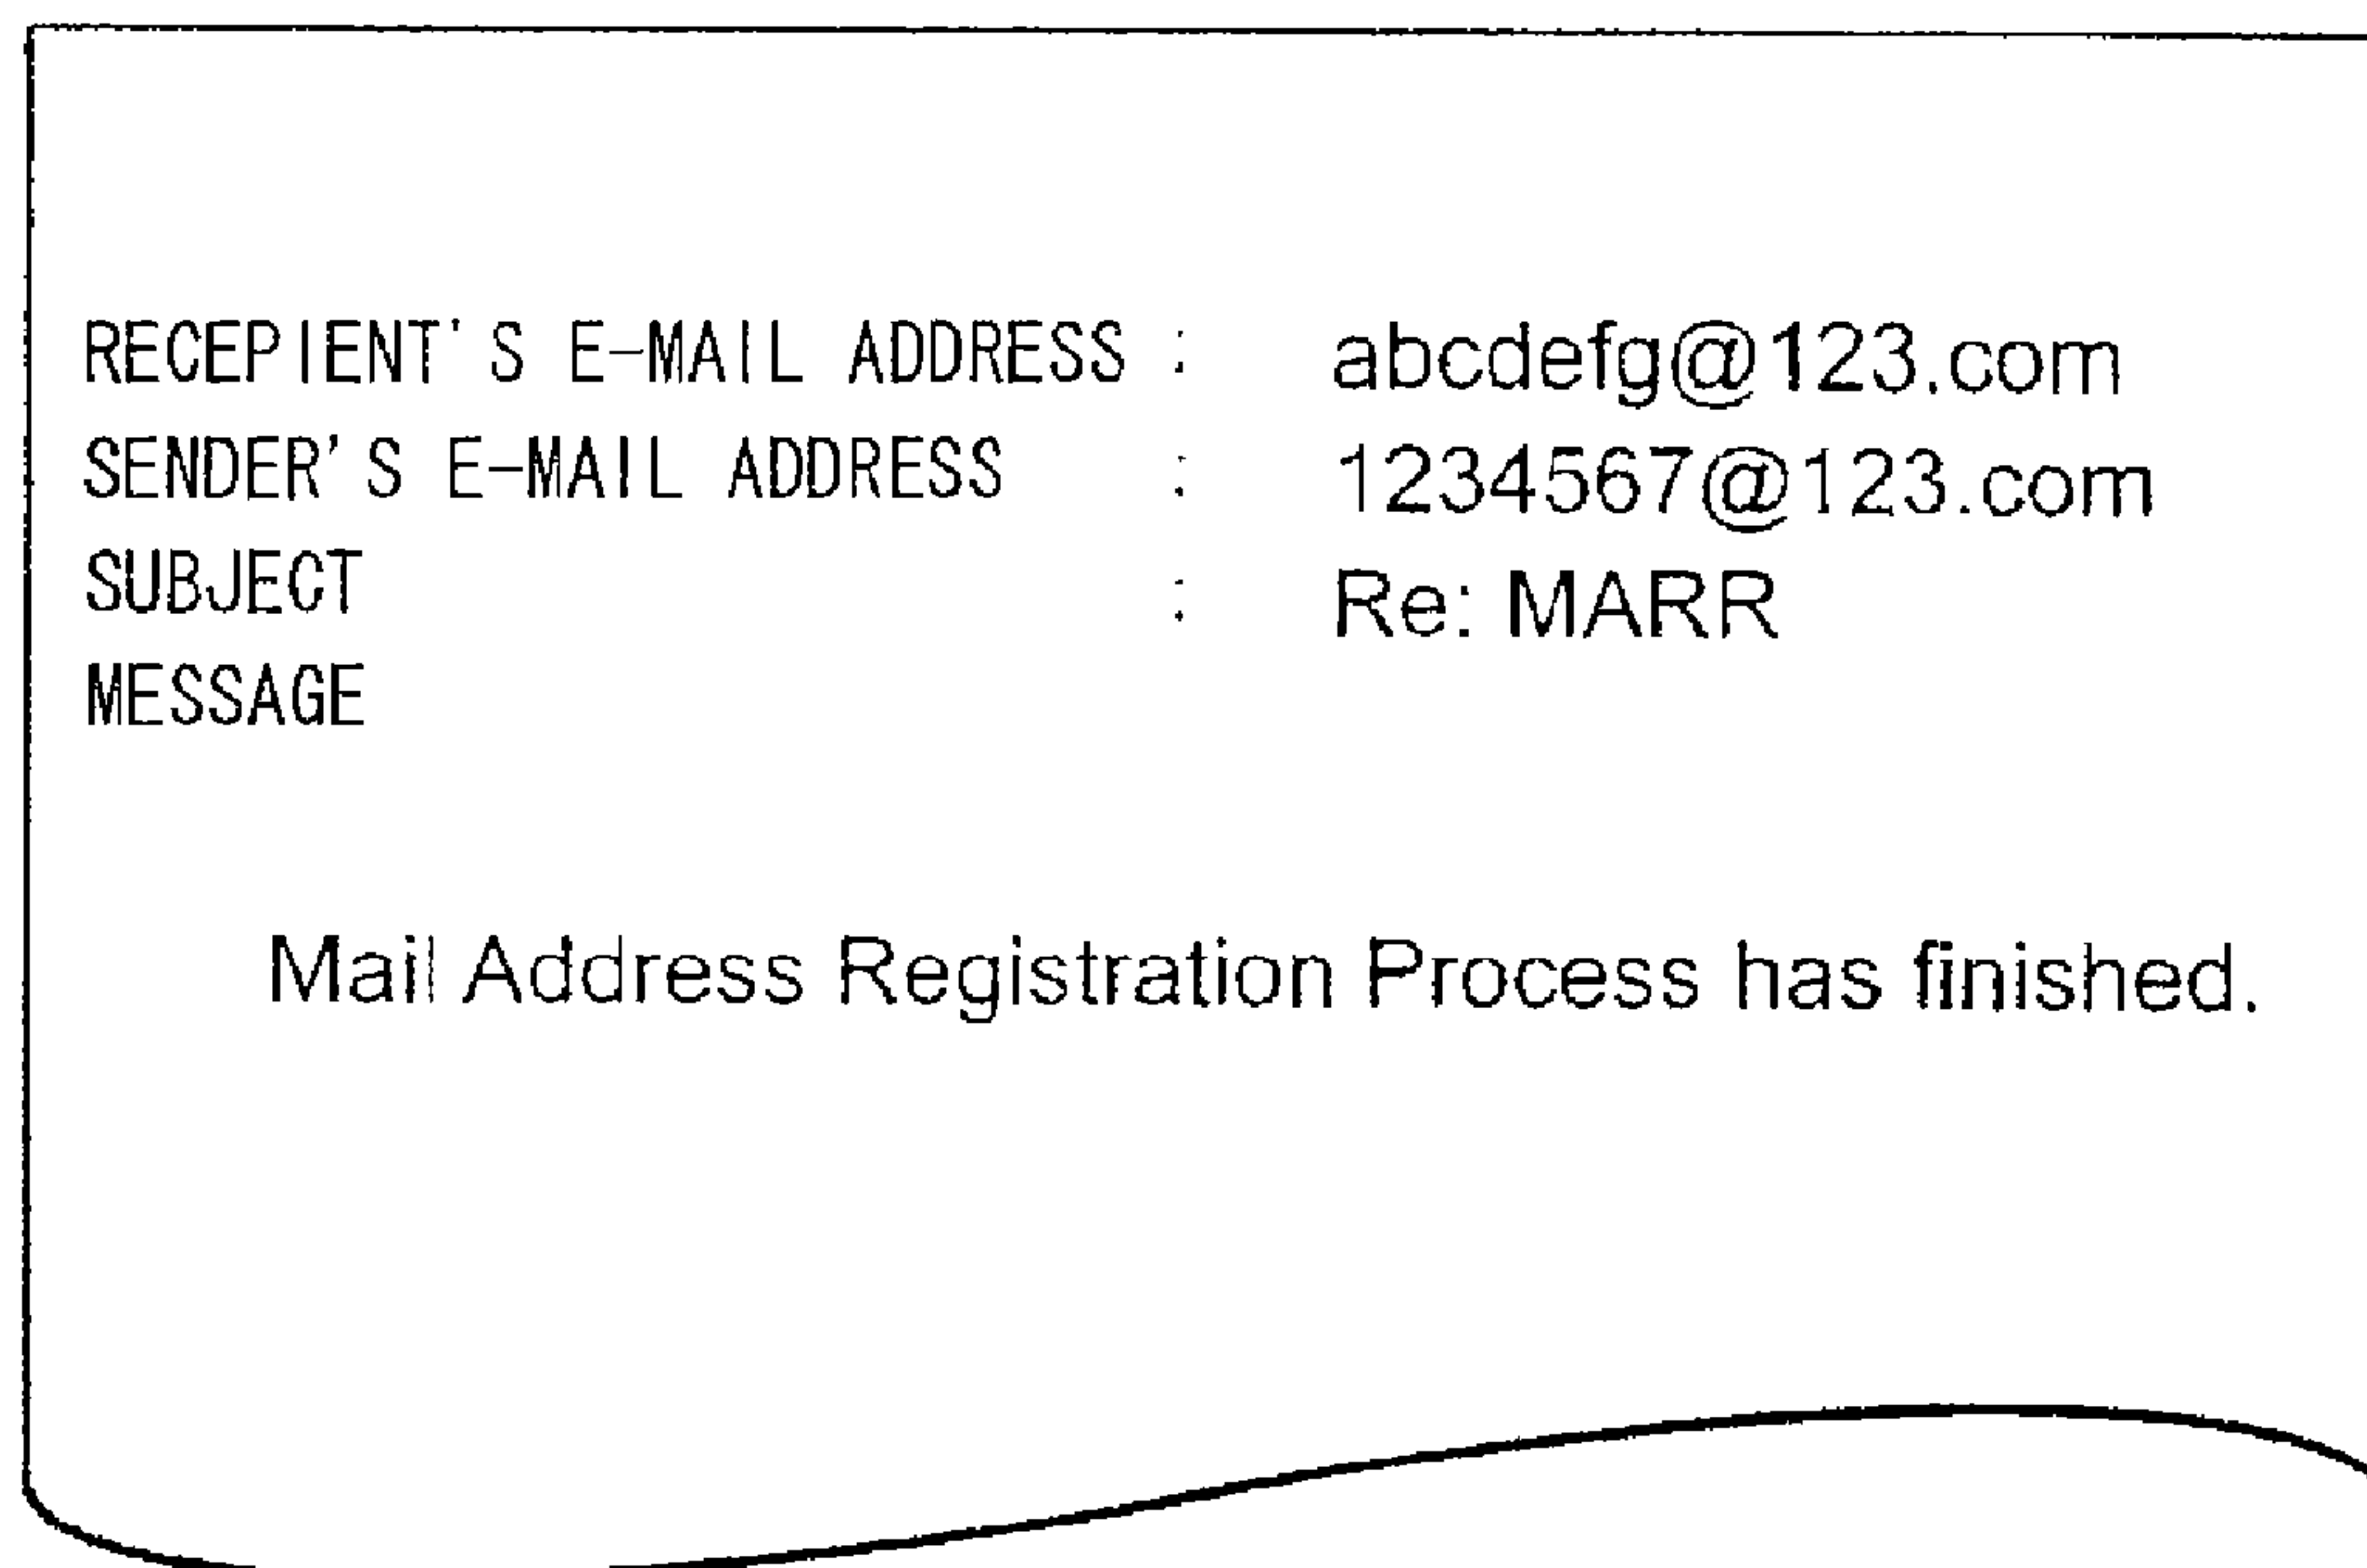 RECEPIENT'S E-MAIL ADDRESS : abcdefg@123.com
SENDER'S E-MAIL ADDRESS : 1234567@123.com
SUBJECT : Re: MARR
MESSAGE
Mail Address Registration Process has finished.